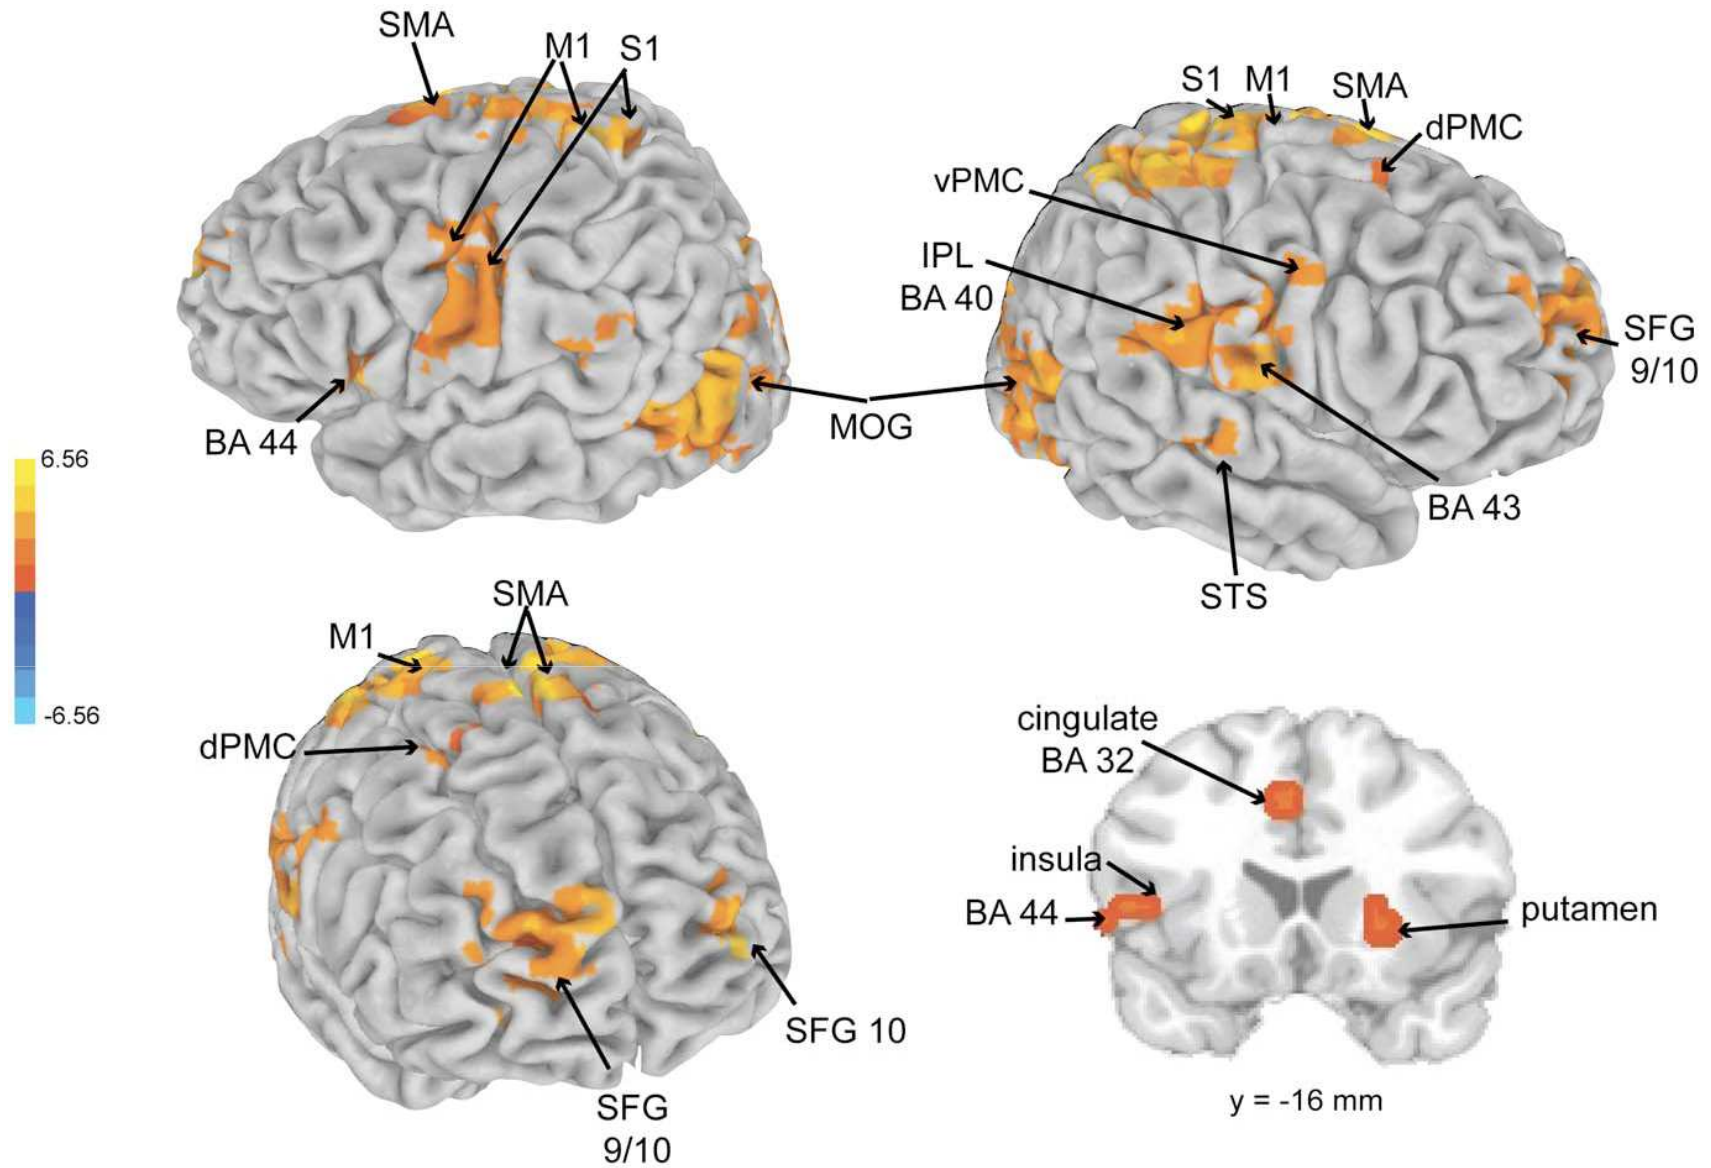 SMA
M1
S1
BA 44
MOG
S1
M1
SMA
dPMC
vPMC
IPL
BA 40
SFG
9/10
BA 43
STS
6.56
-6.56
SMA
M1
dPMC
SFG 10
SFG
9/10
cingulate
BA 32
insula
BA 44
putamen
y = -16 mm